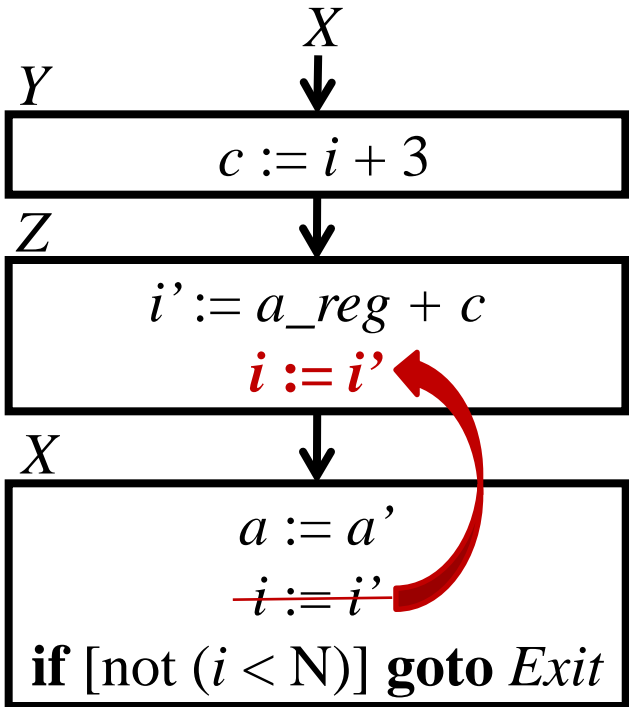 X
Y
c := i + 3
Z
i’ := a_reg + c
i := i’
X
a := a’
i := i’
if [not (i < N)] goto Exit